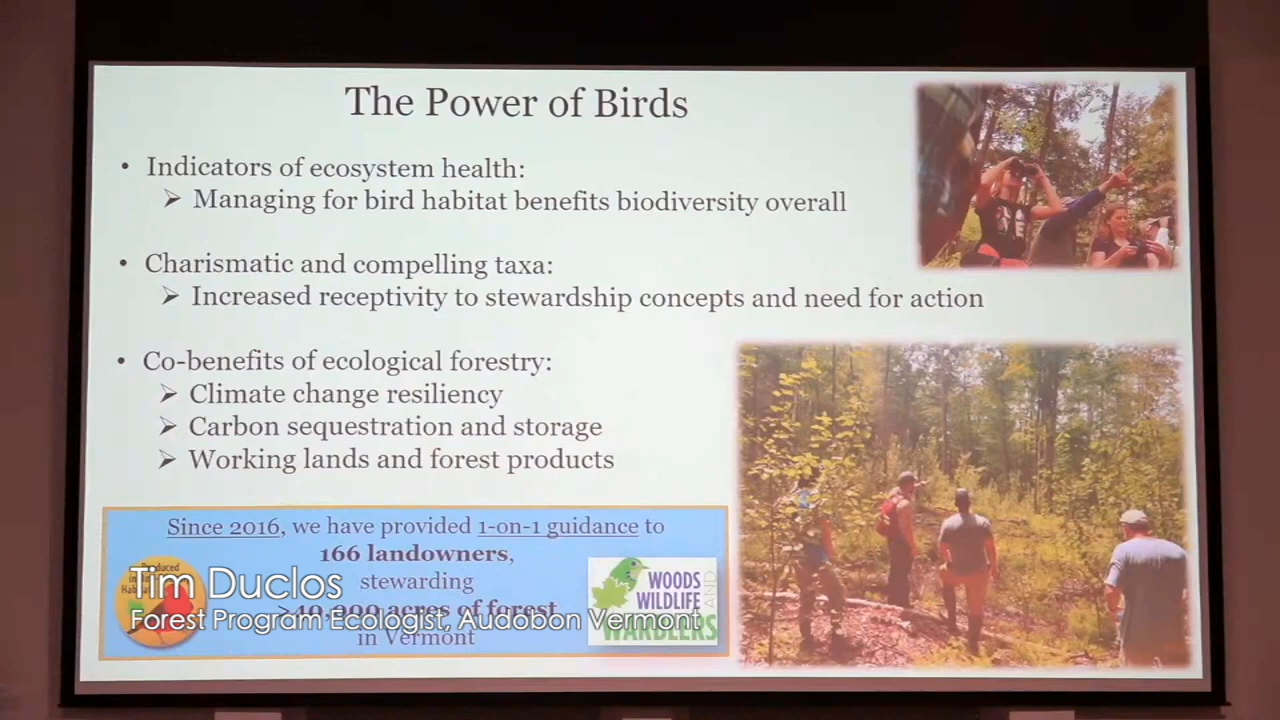 The Power of Birds
• Indicators of ecosystem health:
➢ Managing for bird habitat benefits biodiversity overall
• Charismatic and compelling taxa:
➢ Increased receptivity to stewardship concepts and need for action
• Co-benefits of ecological forestry:
➢ Climate change resiliency
➢ Carbon sequestration and storage
➢ Working lands and forest products
Since 2016, we have provided 1-on-1 guidance to
166 landowners,
stewarding
acres of forest
in Vermont
Produced
WOODS
WILDLIFE
AND
WARBLERS
Tim Duclos
Forest Program Ecologist, Audobon Vermont